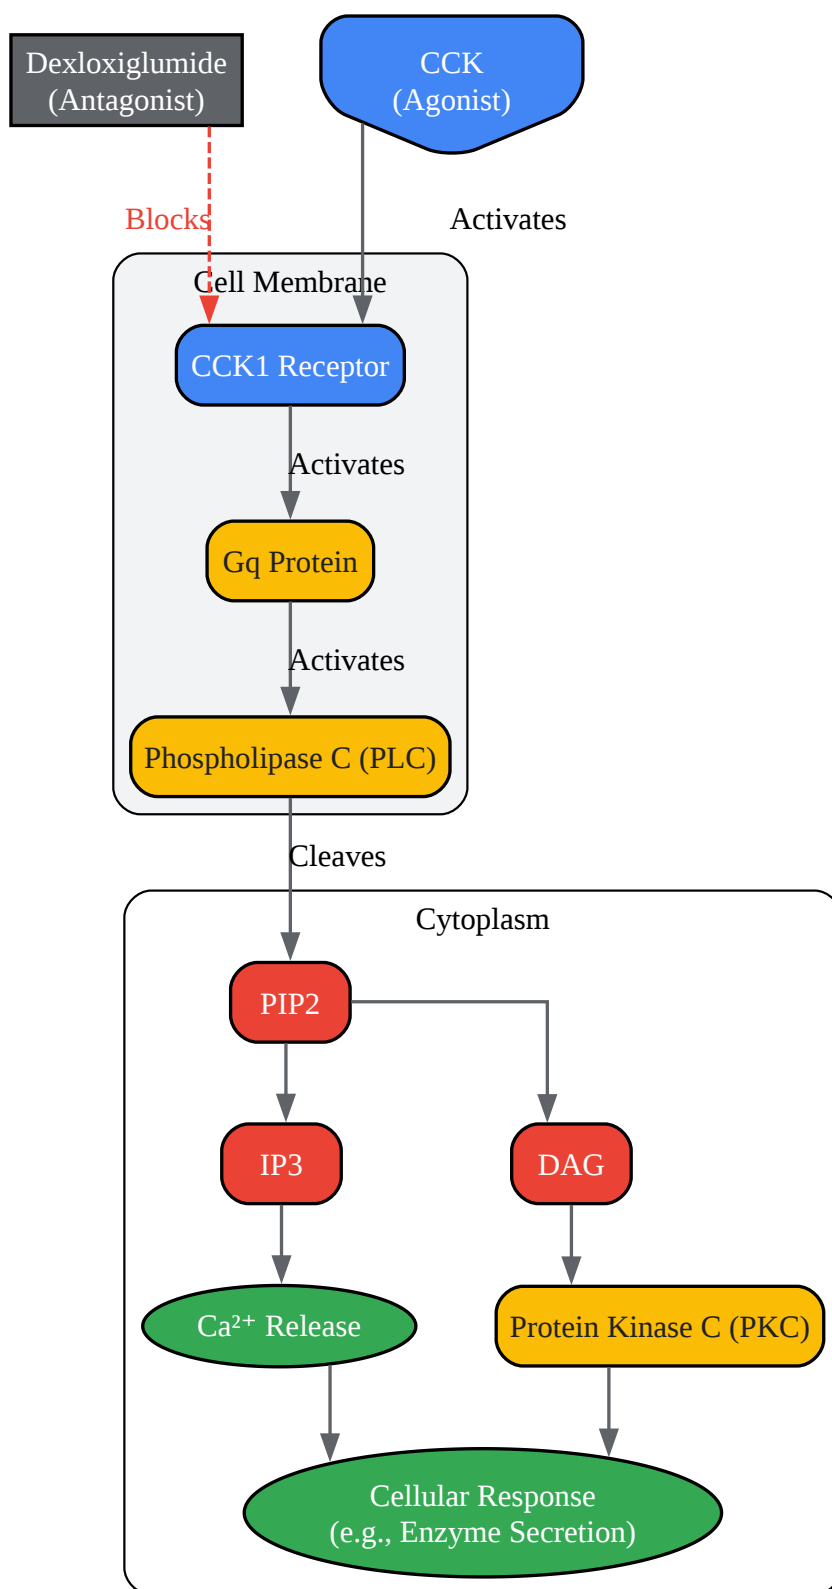 Dexloxiglumide
(Antagonist)
CCK
(Agonist)
Blocks
Activates
Cell Membrane
CCK1 Receptor
Activates
Gq Protein
Activates
Phospholipase C (PLC)
Cleaves
Cytoplasm
PIP2
IP3
DAG
Ca²⁺ Release
Protein Kinase C (PKC)
Cellular Response
(e.g., Enzyme Secretion)